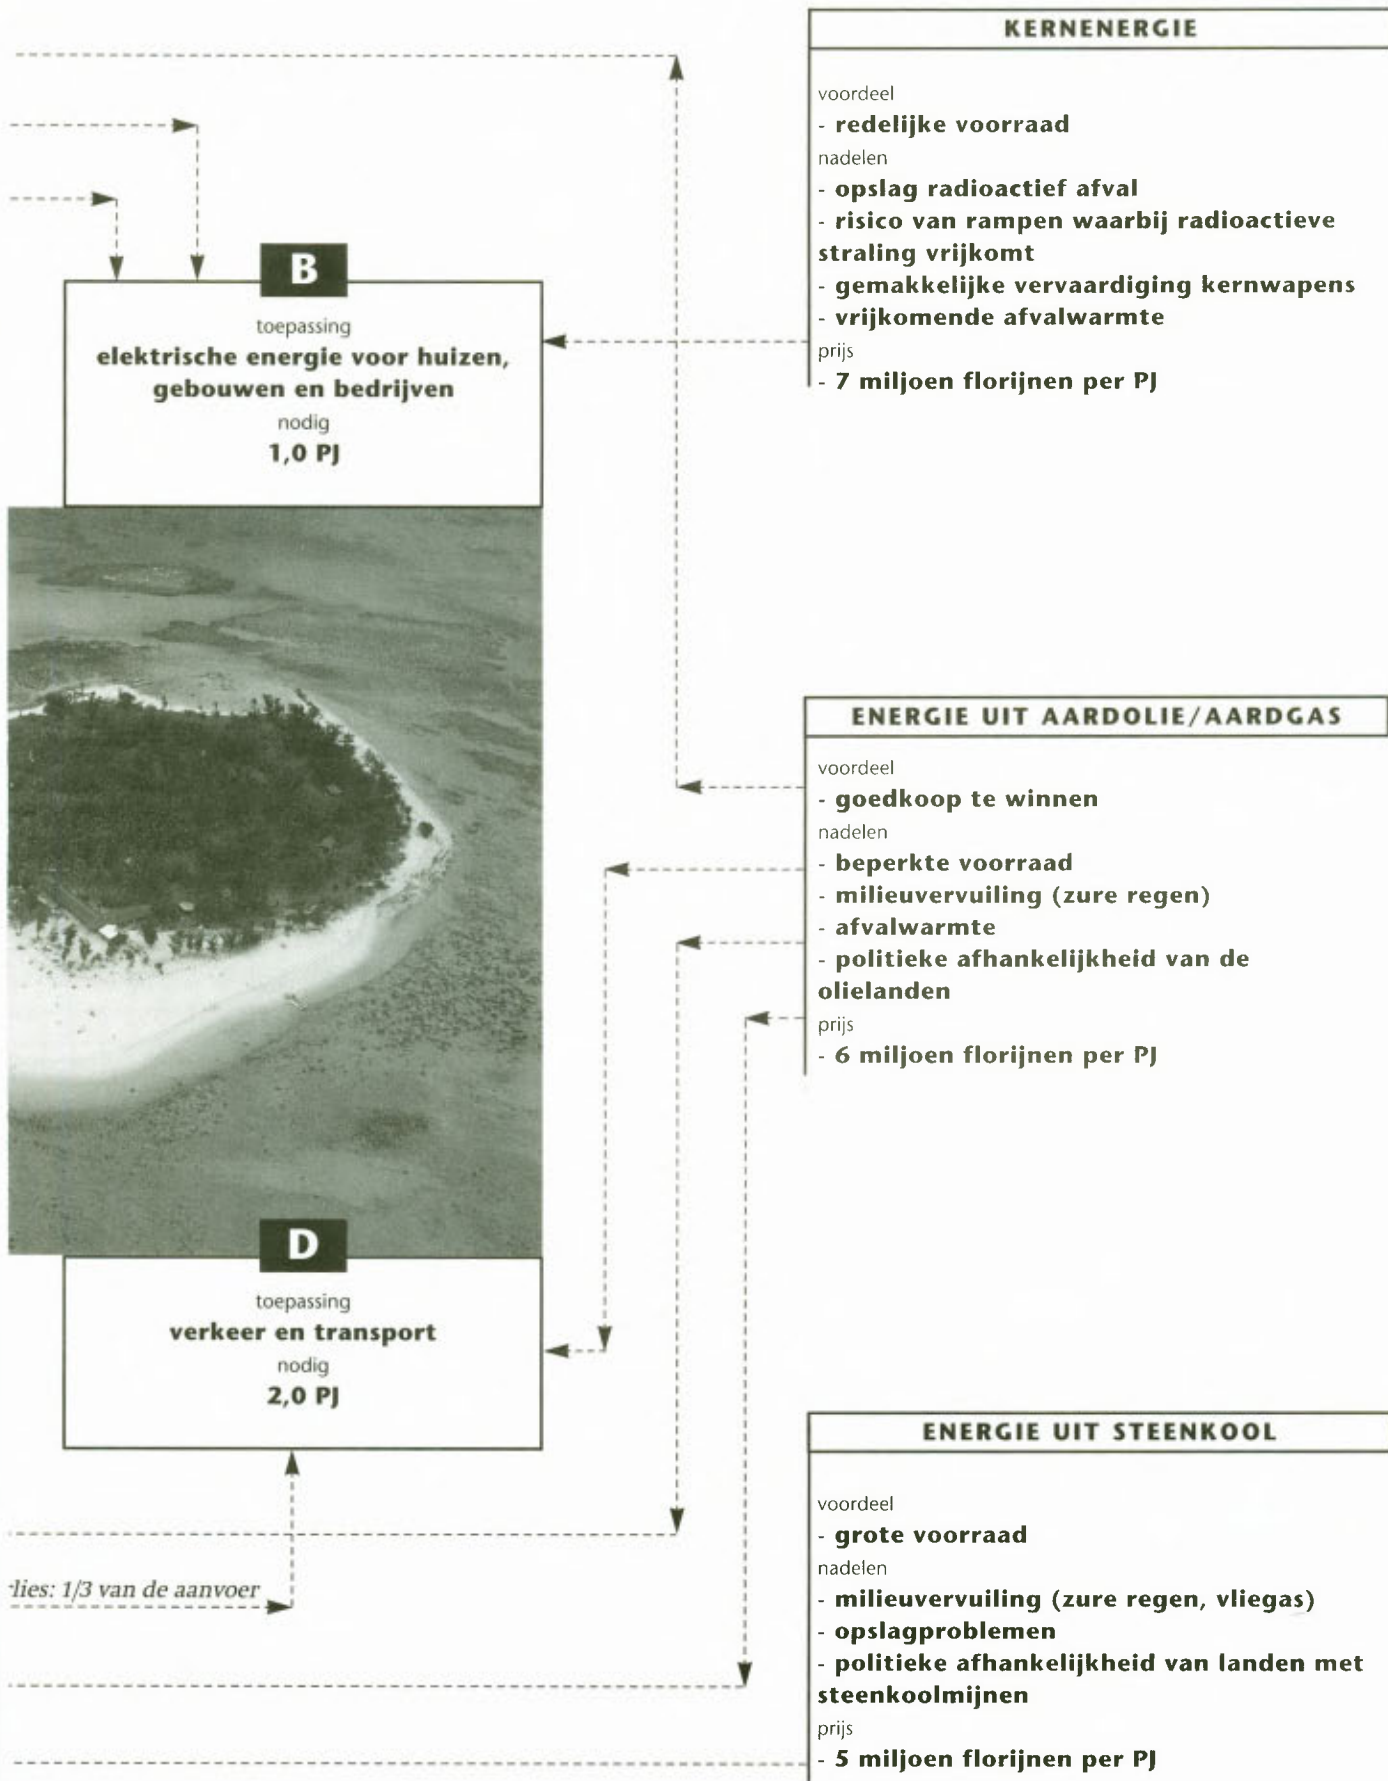 KERNENERGIE
voordeel
- redelijke voorraad
nadelen
- opslag radioactief afval
- risico van rampen waarbij radioactieve
straling vrijkomt
- gemakkelijke vervaardiging kernwapens
- vrijkomende afvalwarmte
prijs
- 7 miljoen florijnen per PJ
B
toepassing
elektrische energie voor huizen,
gebouwen en bedrijven
nodig
1,0 PJ
ENERGIE UIT AARDOLIE/AARDGAS
voordeel
- goedkoop te winnen
nadelen
- beperkte voorraad
- milieuvervuiling (zure regen)
- afvalwarmte
- politieke afhankelijkheid van de
olielanden
prijs
- 6 miljoen florijnen per PJ
D
toepassing
verkeer en transport
nodig
2,0 PJ
lies: 1/3 van de aanvoer
ENERGIE UIT STEENKOOL
voordeel
- grote voorraad
nadelen
- milieuvervuiling (zure regen, vliegas)
- opslagproblemen
- politieke afhankelijkheid van landen met
steenkoolmijnen
prijs
- 5 miljoen florijnen per PJ